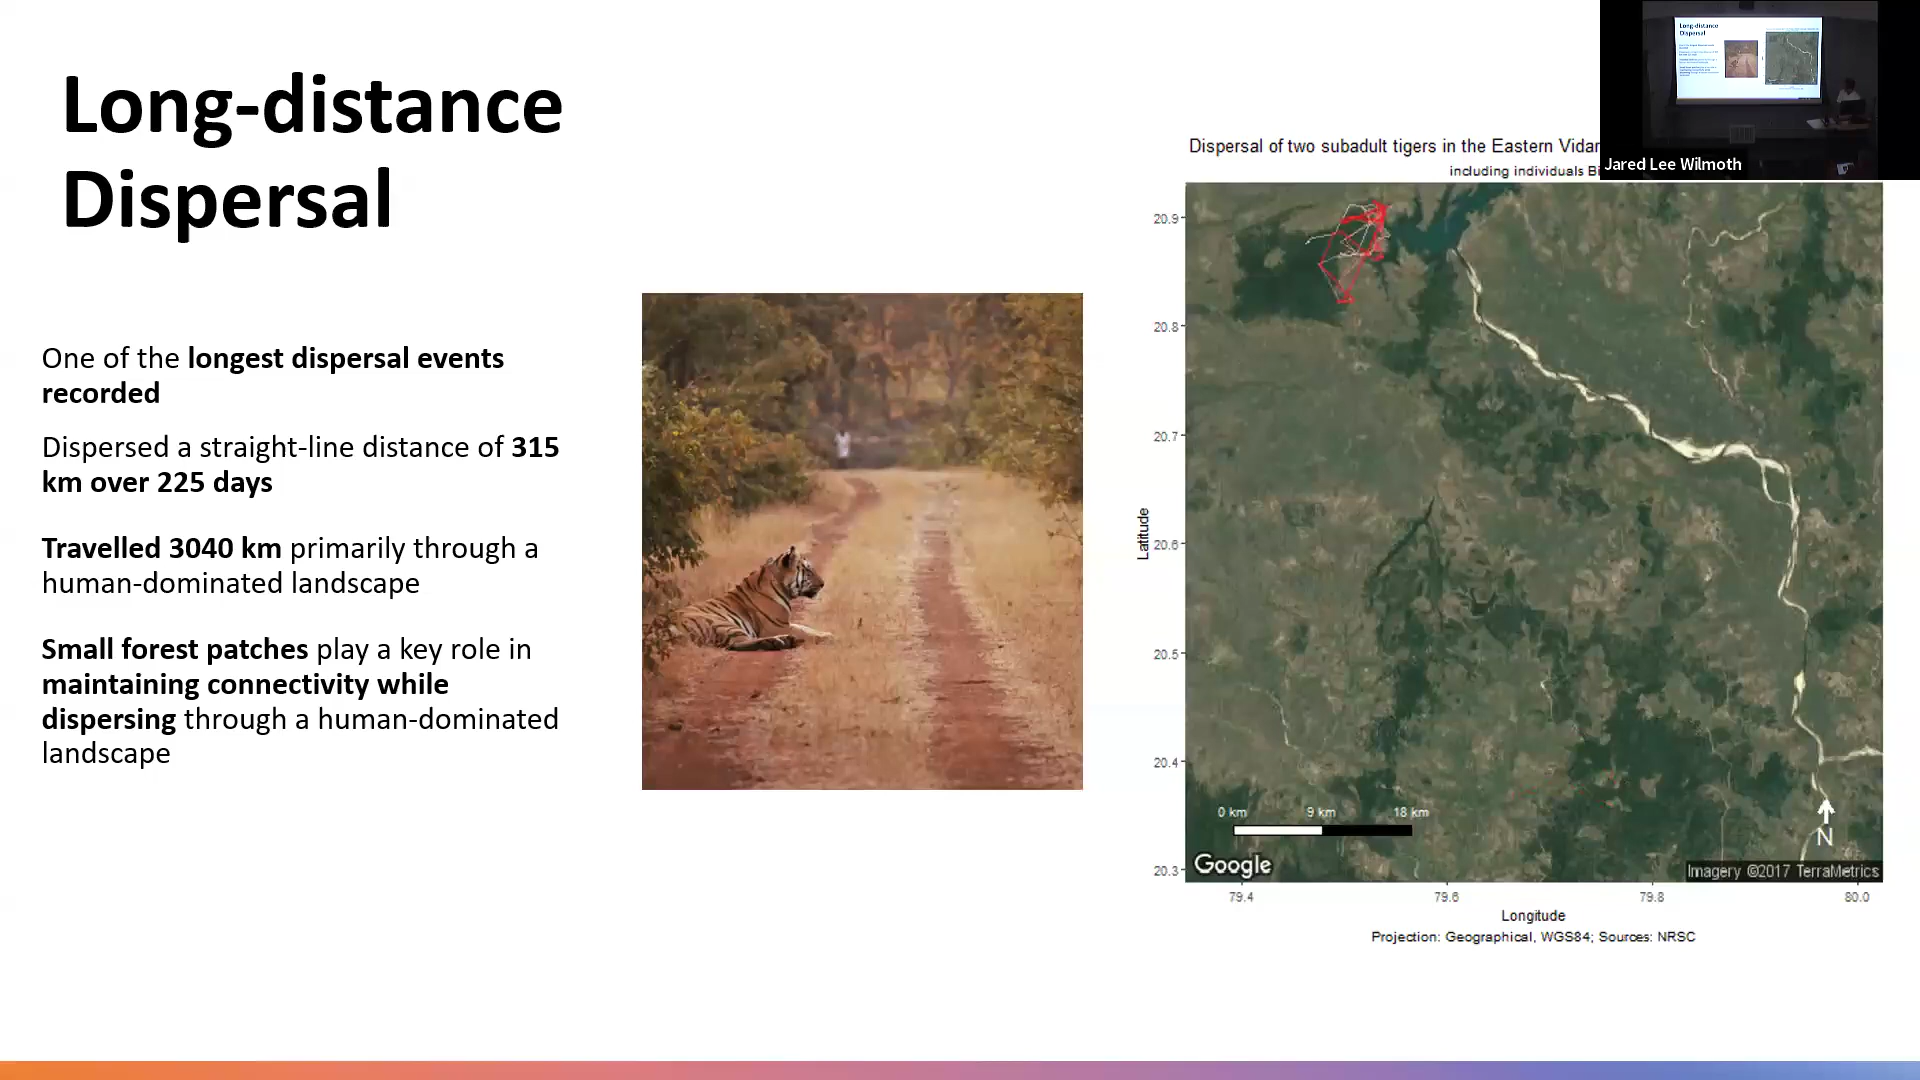 Long-distance
Dispersal
One of the longest dispersal events
recorded
Dispersed a straight-line distance of 315
km over 225 days
Travelled 3040 km primarily through a
human-dominated landscape
Small forest patches play a key role in
maintaining connectivity while
dispersing through a human-dominated
landscape
Dispersal of two subadult tigers in the Eastern
including individuals
Long-distance
Dispersal
Jared Lee Wilmoth
20.9
20.8
20.7
20.6
20.5
20.4
20.3
Latitude
0 km 9 km 18 km
N
Google
Imagery ©2017 TerraMetrics
79.4 79.6 79.8 80.0
Longitude
Projection: Geographical, WGS84; Sources: NRSC